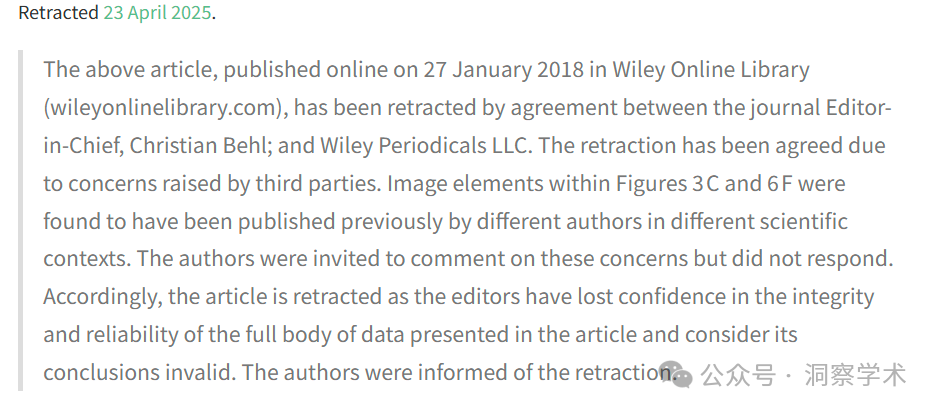 Retracted 23 April 2025.
The above article, published online on 27 January 2018 in Wiley Online Library
(wileyonlinelibrary.com), has been retracted by agreement between the journal Editor-
in-Chief, Christian Behl; and Wiley Periodicals LLC. The retraction has been agreed due
to concerns raised by third parties. Image elements within Figures 3 C and 6 F were
found to have been published previously by different authors in different scientific
contexts. The authors were invited to comment on these concerns but did not respond.
Accordingly, the article is retracted as the editors have lost confidence in the integrity
and reliability of the full body of data presented in the article and consider its
conclusions invalid. The authors were informed of the retraction.
公众号 · 洞察学术